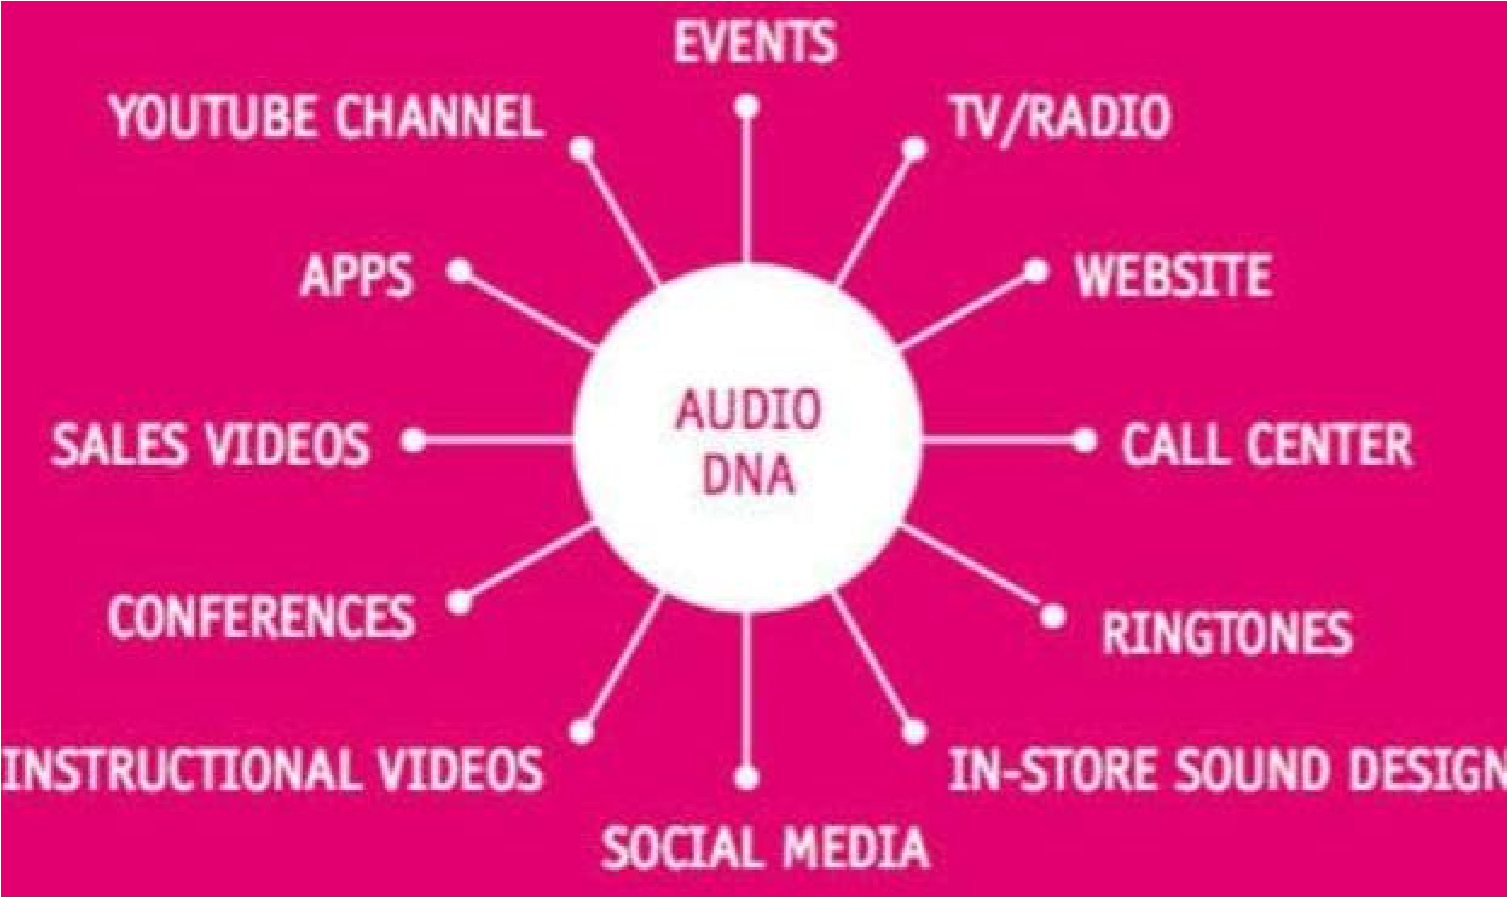 EVENTS
YOUTUBE CHANNEL
TV/RADIO
APPS
WEBSITE
AUDIO
DNA
SALES VIDEOS
CALL CENTER
CONFERENCES
RINGTONES
INSTRUCTIONAL VIDEOS
IN-STORE SOUND DESIGN
SOCIAL MEDIA